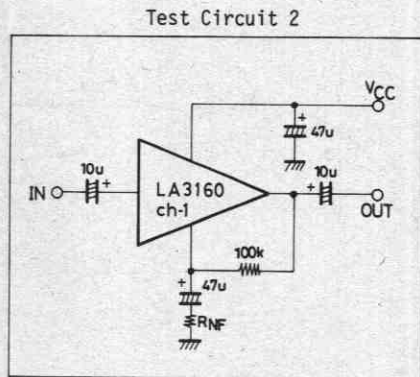 Test Circuit 2
VCC
47u
10u
10u
IN
LA3160
ch-1
OUT
100k
47u
RNF